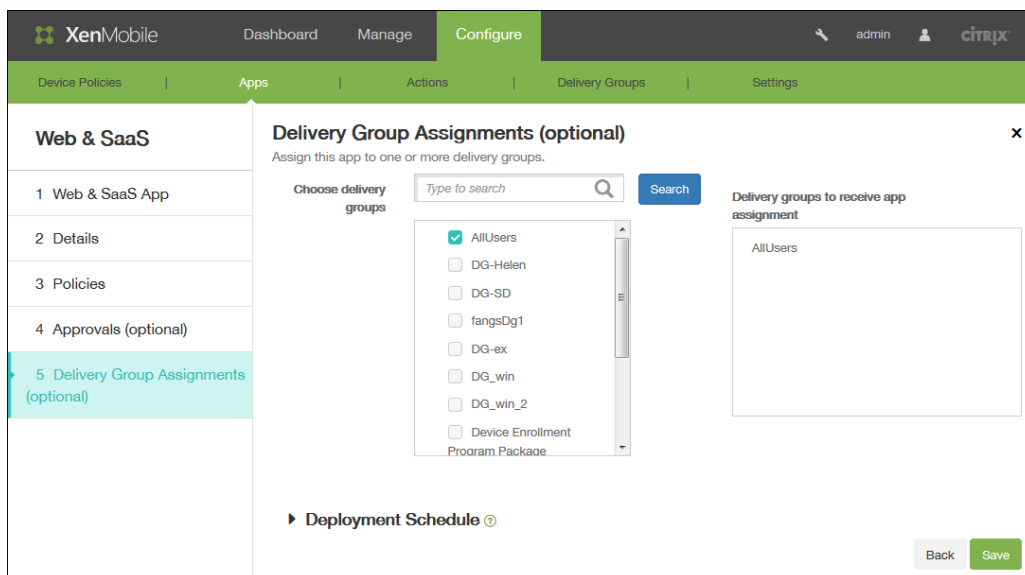 XenMobile
Dashboard
Manage
Configure
admin
CİTRIX
Device Policies
|
Apps
|
Actions
|
Delivery Groups
|
Settings
Web & SaaS
1 Web & SaaS App
2 Details
3 Policies
4 Approvals (optional)
5 Delivery Group Assignments
(optional)
Delivery Group Assignments (optional)
x
Assign this app to one or more delivery groups.
Choose delivery
groups
Type to search
Search
AllUsers
DG-Helen
DG-SD
fangsDg1
DG-ex
DG_win
DG_win_2
Device Enrollment
Program Package
Delivery groups to receive app
assignment
AllUsers
Deployment Schedule ?
Back
Save